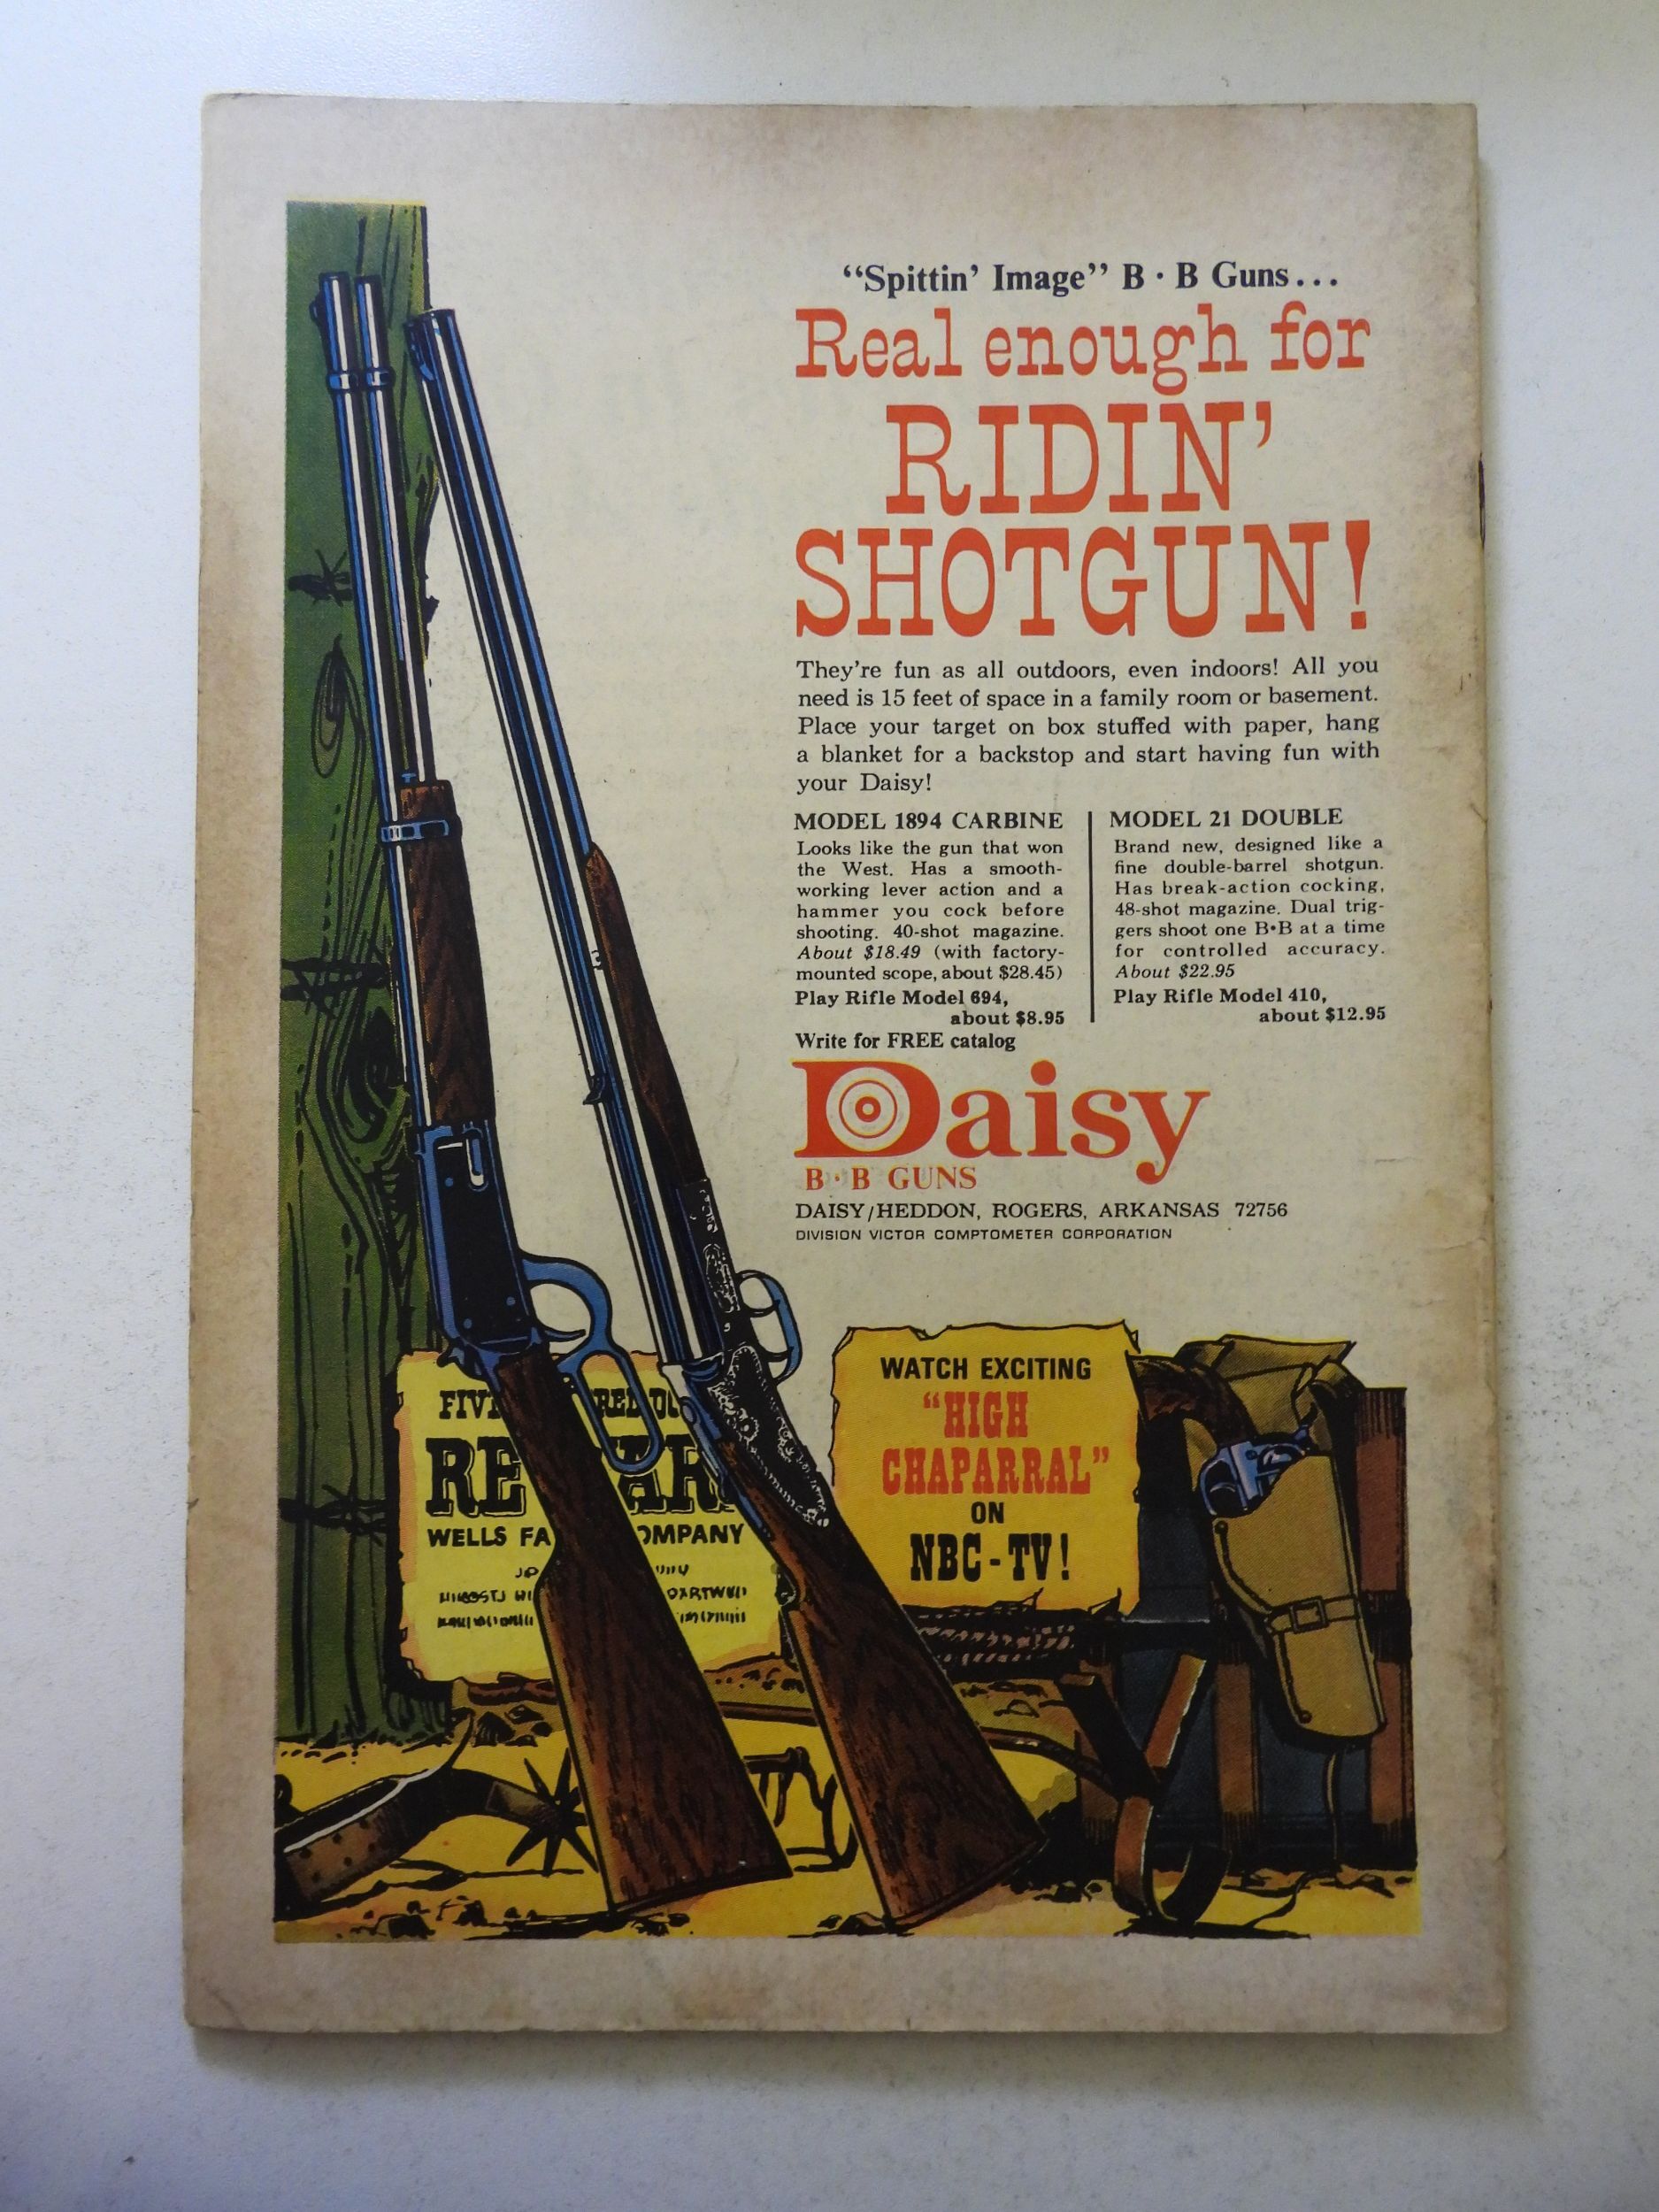 “Spittin’ Image” B·B Guns...
Real enough for
RIDIN’
SHOTGUN!
They're fun as all outdoors, even indoors! All you
need is 15 feet of space in a family room or basement.
Place your target on box stuffed with paper, hang
a blanket for a backstop and start having fun with
your Daisy!
MODEL 1894 CARBINE
Looks like the gun that won
the West. Has a smooth-
working lever action and a
hammer you cock before
shooting. 40-shot magazine.
About $18.49 (with factory-
mounted scope, about $28.45)
Play Rifle Model 694,
about $8.95
MODEL 21 DOUBLE
Brand new, designed like a
fine double-barrel shotgun.
Has break-action cocking,
48-shot magazine. Dual trig-
gers shoot one B•B at a time
for controlled accuracy.
About $22.95
Play Rifle Model 410,
about $12.95
Write for FREE catalog
Daisy
B·B GUNS
DAISY/HEDDON, ROGERS, ARKANSAS 72756
DIVISION VICTOR COMPTOMETER CORPORATION
WELLS FA OMPANY
WATCH EXCITING
“HIGH
CHAPARRAL”
ON
NBC-TV!